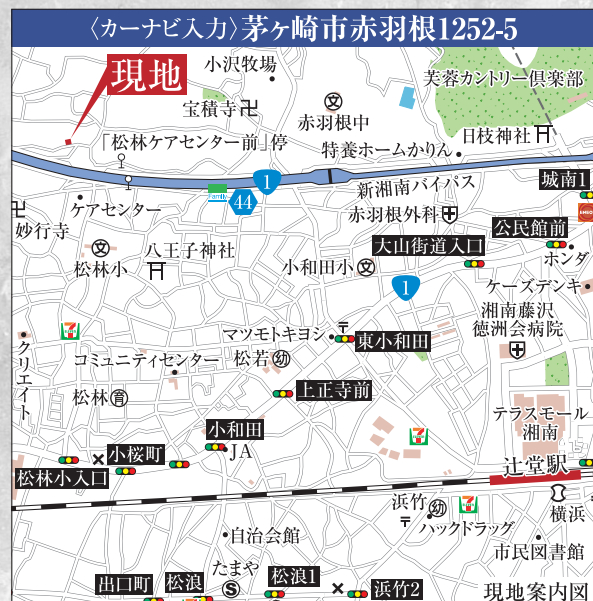 〈カーナビ入力〉茅ヶ崎市赤羽根1252-5
現地
小沢牧場
芙蓉カントリー倶楽部
宝積寺
文
赤羽根中
日枝神社
「松林ケアセンター前」停
特養ホームかりん
1
城南1
Family
44
新湘南バイパス
ケアセンター
赤羽根外科
公民館前
妙行寺
文
松林小
八王子神社
大山街道入口
ホンダ
小和田小
文
1
ケーズデンキ
湘南藤沢
徳洲会病院
マツモトキヨシ
東小和田
クリエイト
コミュニティセンター
松若
幼
上正寺前
松林
育
テラスモール
湘南
小和田
JA
小桜町
松林小入口
辻堂駅
浜竹
幼
横浜
ハックドラッグ
自治会館
市民図書館
たまや
S
出口町
松浪
松浪1
浜竹2
現地案内図